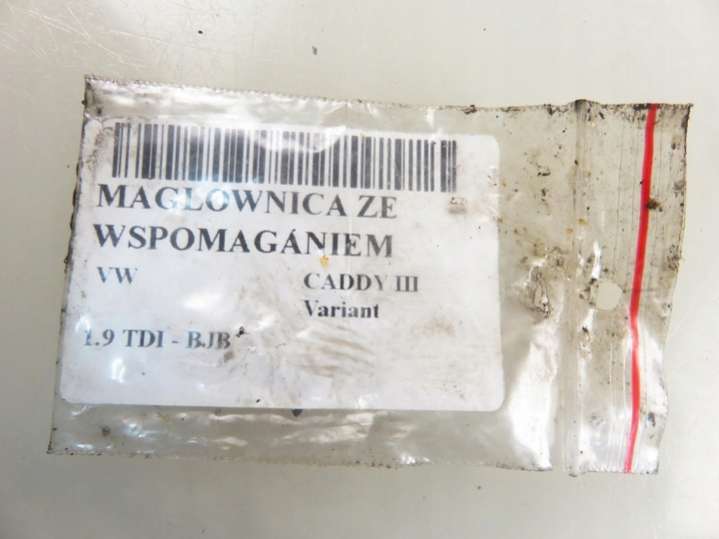 MAGLOWNICA ZE
WSPOMAGANIEM
VW CADDY III
Variant
1.9 TDI - BJB